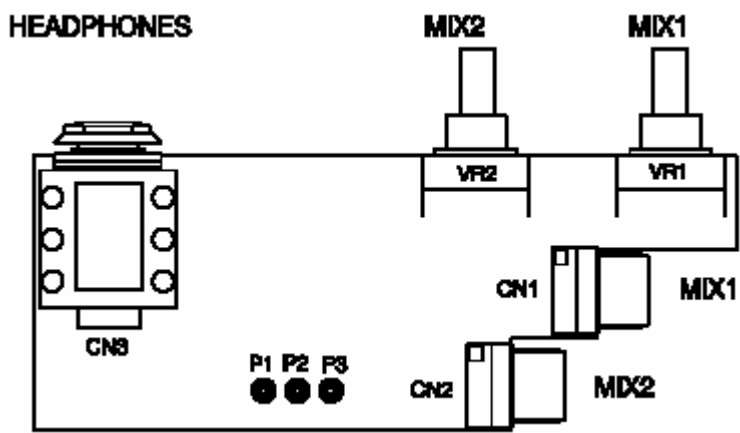 HEADPHONES MIX2 MIX1
VR2 VR1
CN1 MIX1
CN3
P1 P2 P3
CN2 MIX2